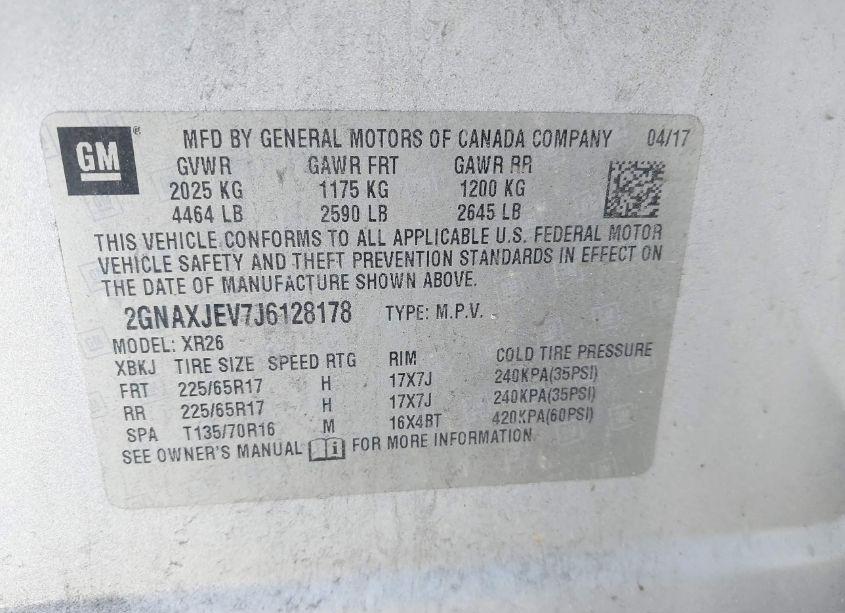 GM ® MFD BY GENERAL MOTORS OF CANADA COMPANY 04/17
GVWR GAWR FRT GAWR RR
2025 KG 1175 KG 1200 KG
4464 LB 2590 LB 2645 LB
THIS VEHICLE CONFORMS TO ALL APPLICABLE U.S. FEDERAL MOTOR
VEHICLE SAFETY AND THEFT PREVENTION STANDARDS IN EFFECT ON
THE DATE OF MANUFACTURE SHOWN ABOVE.
2GNAXJEV7J6128178 TYPE: M.P.V.
MODEL: XR26
XBKJ TIRE SIZE SPEED RTG RIM COLD TIRE PRESSURE
FRT 225/65R17 H 17X7J 240KPA(35PSI)
RR 225/65R17 H 17X7J 240KPA(35PSI)
SPA T135/70R16 M 16X4BT 420KPA(60PSI)
SEE OWNER'S MANUAL i FOR MORE INFORMATION